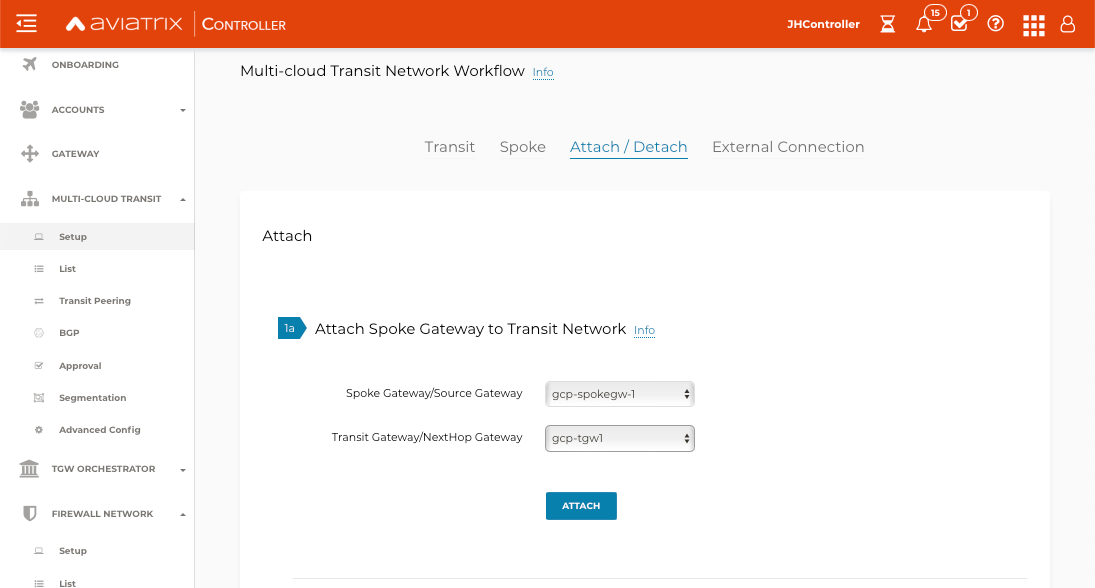 AVIATRIX CONTROLLER
JHController
15
1
ONBOARDING
ACCOUNTS
GATEWAY
MULTI-CLOUD TRANSIT
Setup
List
Transit Peering
BGP
Approval
Segmentation
Advanced Config
TGW ORCHESTRATOR
FIREWALL NETWORK
Setup
List
Multi-cloud Transit Network Workflow Info
Transit Spoke Attach / Detach External Connection
Attach
1a Attach Spoke Gateway to Transit Network Info
Spoke Gateway/Source Gateway gcp-spokegw-1
Transit Gateway/NextHop Gateway gcp-tgw1
ATTACH